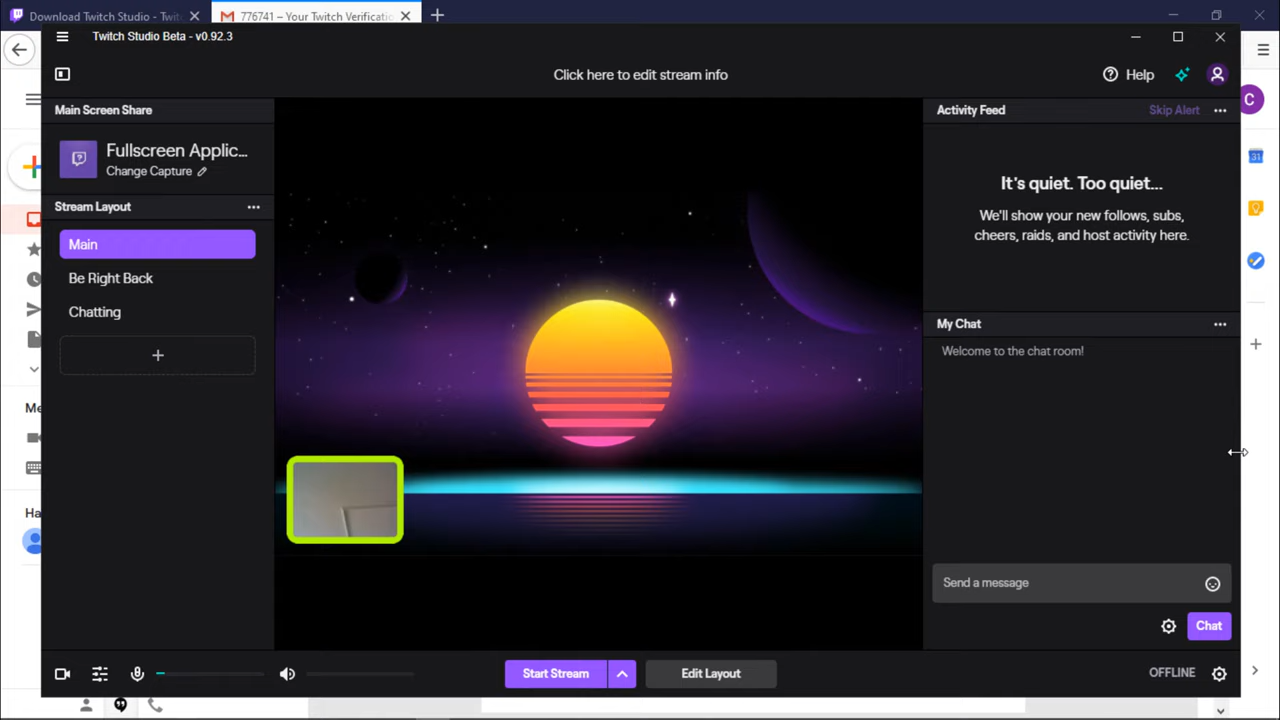 Download Twitch Studio - Twit
776741 – Your Twitch Verificati
Twitch Studio Beta - v0.92.3
Click here to edit stream info
Help
Main Screen Share
Activity Feed
Skip Alert
Fullscreen Applic...
Change Capture
C
31
Stream Layout
It's quiet. Too quiet...
We'll show your new follows, subs,
cheers, raids, and host activity here.
Main
Be Right Back
Chatting
My Chat
Welcome to the chat room!
Me
Ha
Send a message
Chat
Start Stream
Edit Layout
OFFLINE